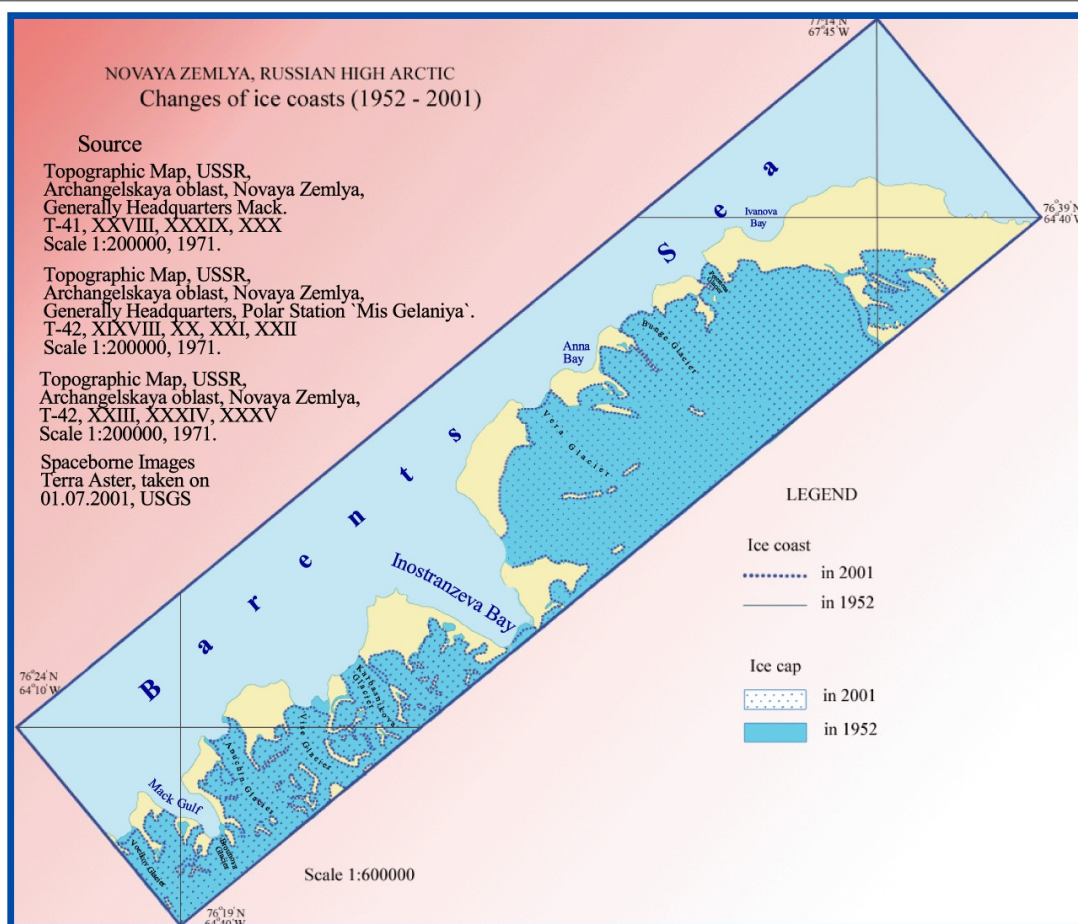 77°14'N
67°45'W
NOVAYA ZEMLYA, RUSSIAN HIGH ARCTIC
Changes of ice coasts (1952 - 2001)
Source
Topographic Map, USSR,
Archangelskaya oblast, Novaya Zemlya,
Generally Headquarters Mack.
T-41, XXVIII, XXXIX, XXX
Scale 1:200000, 1971.
Topographic Map, USSR,
Archangelskaya oblast, Novaya Zemlya,
Generally Headquarters, Polar Station `Mis Gelaniya`.
T-42, XIXVIII, XX, XXI, XXII
Scale 1:200000, 1971.
Topographic Map, USSR,
Archangelskaya oblast, Novaya Zemlya,
T-42, XXIII, XXXIV, XXXV
Scale 1:200000, 1971.
Spaceborne Images
Terra Aster, taken on
01.07.2001, USGS
Barents Sea
Ivanova
Bay
76°39'N
64°40'W
Bunge Glacier
Anna
Bay
Vera Glacier
Inostranzeva Bay
LEGEND
Ice coast
in 2001
in 1952
Ice cap
in 2001
in 1952
76°24'N
64°10'W
Glacier
Vise Glacier
Anuchin Glacier
Mack Gulf
Glacier
Glacier
Scale 1:600000
76°19'N